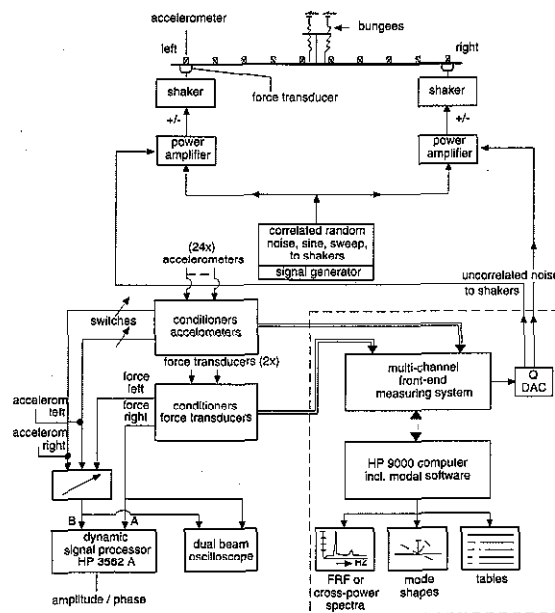 accelerometer
bungees
left
right
shaker
force transducer
shaker
+/-
+/-
power
amplifier
power
amplifier
correlated random
noise, sine, sweep,
to shakers
signal generator
(24x)
accelerometers
uncorrelated noise
to shakers
switches
conditioners
accelerometers
force transducers (2x)
multi-channel
front-end
measuring system
Q
DAC
force
left
force
right
conditioners
force transducers
accelerom
left
accelerom
right
HP 9000 computer
incl. modal software
B
A
dynamic
signal processor
HP 3562 A
dual beam
oscilloscope
HZ
FRF or
cross-power
spectra
mode
shapes
tables
amplitude / phase